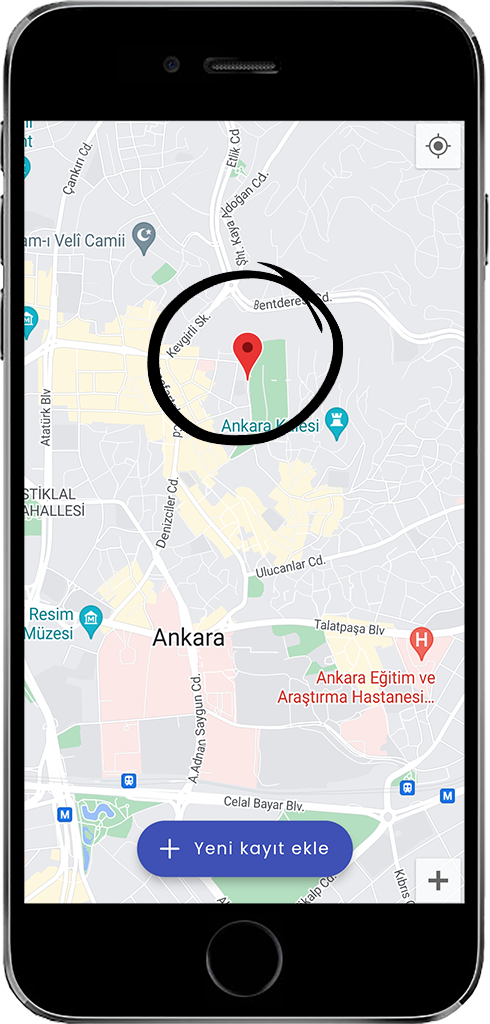 Çankırı Cd.
Etlik Cd
Şht. Kaya Aldoğan Cd.
am-ı Velî Camii
Bentderesi Cd.
Kevgirli Sk.
Atatürk Blv
Ankara Kalesi
STİKLAL
AHALLESİ
Denizciler Cd.
Ulucanlar Cd.
Resim
Müzesi
Ankara
Talatpaşa Blv
H
Ankara Eğitim ve
Araştırma Hastanesi...
A.Adnan Saygun Cd.
M
Celal Bayar Blv.
M
+ Yeni kayıt ekle
+
Kıbrıs C